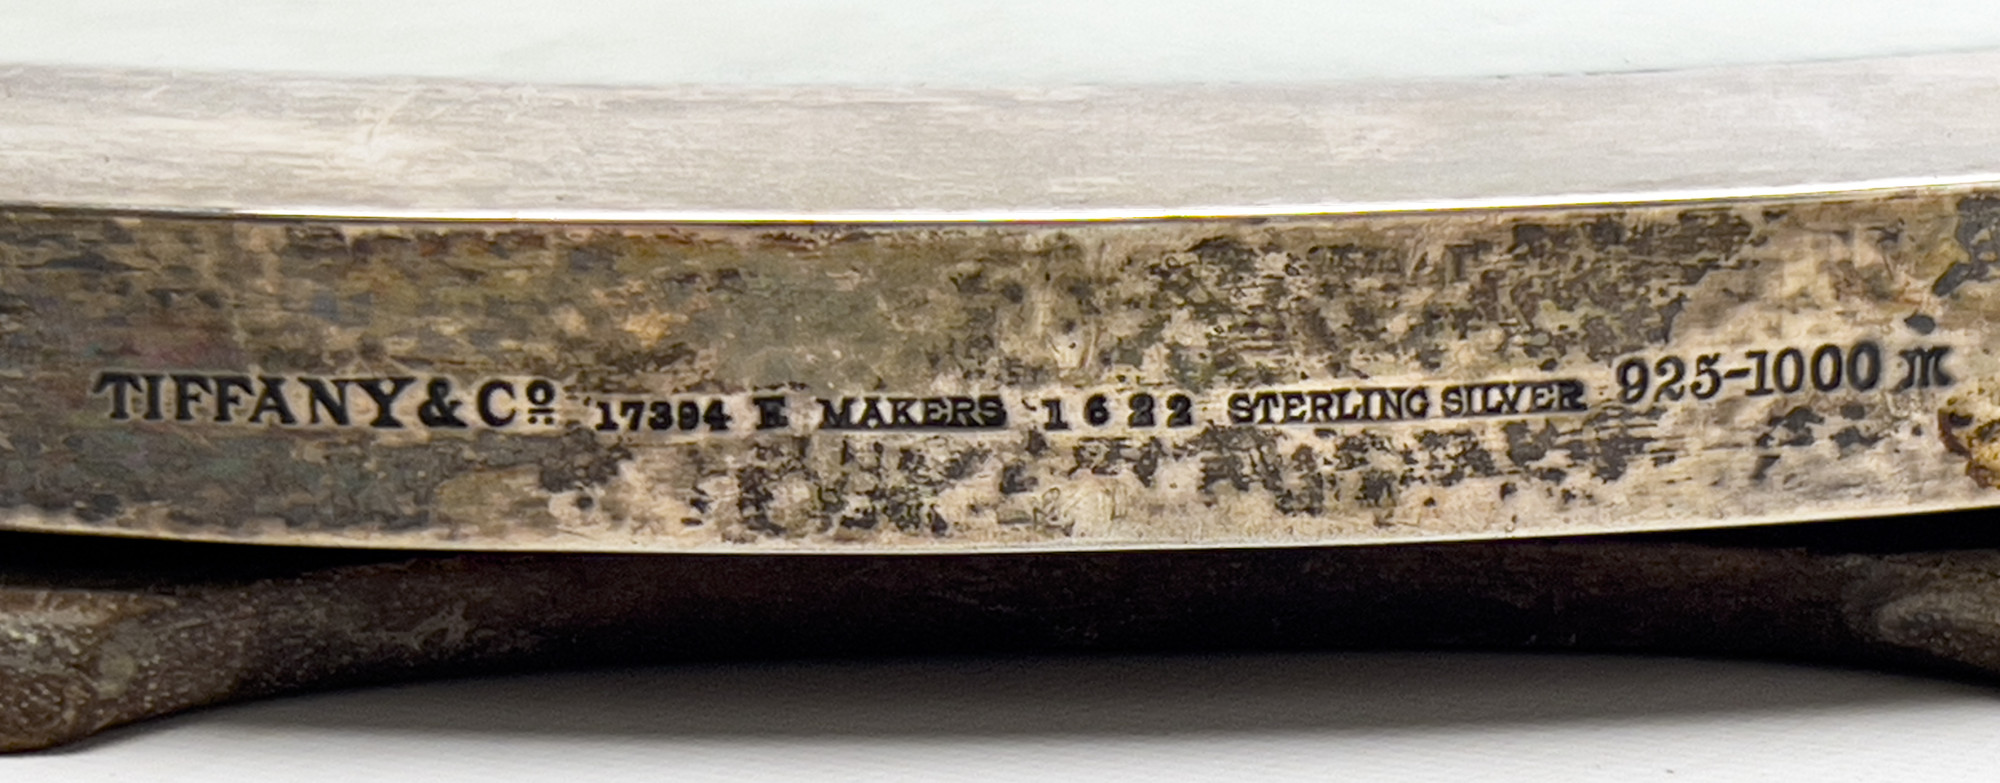 TIFFANY & Cº 17394 E MAKERS 1622 STERLING SILVER 925-1000 M